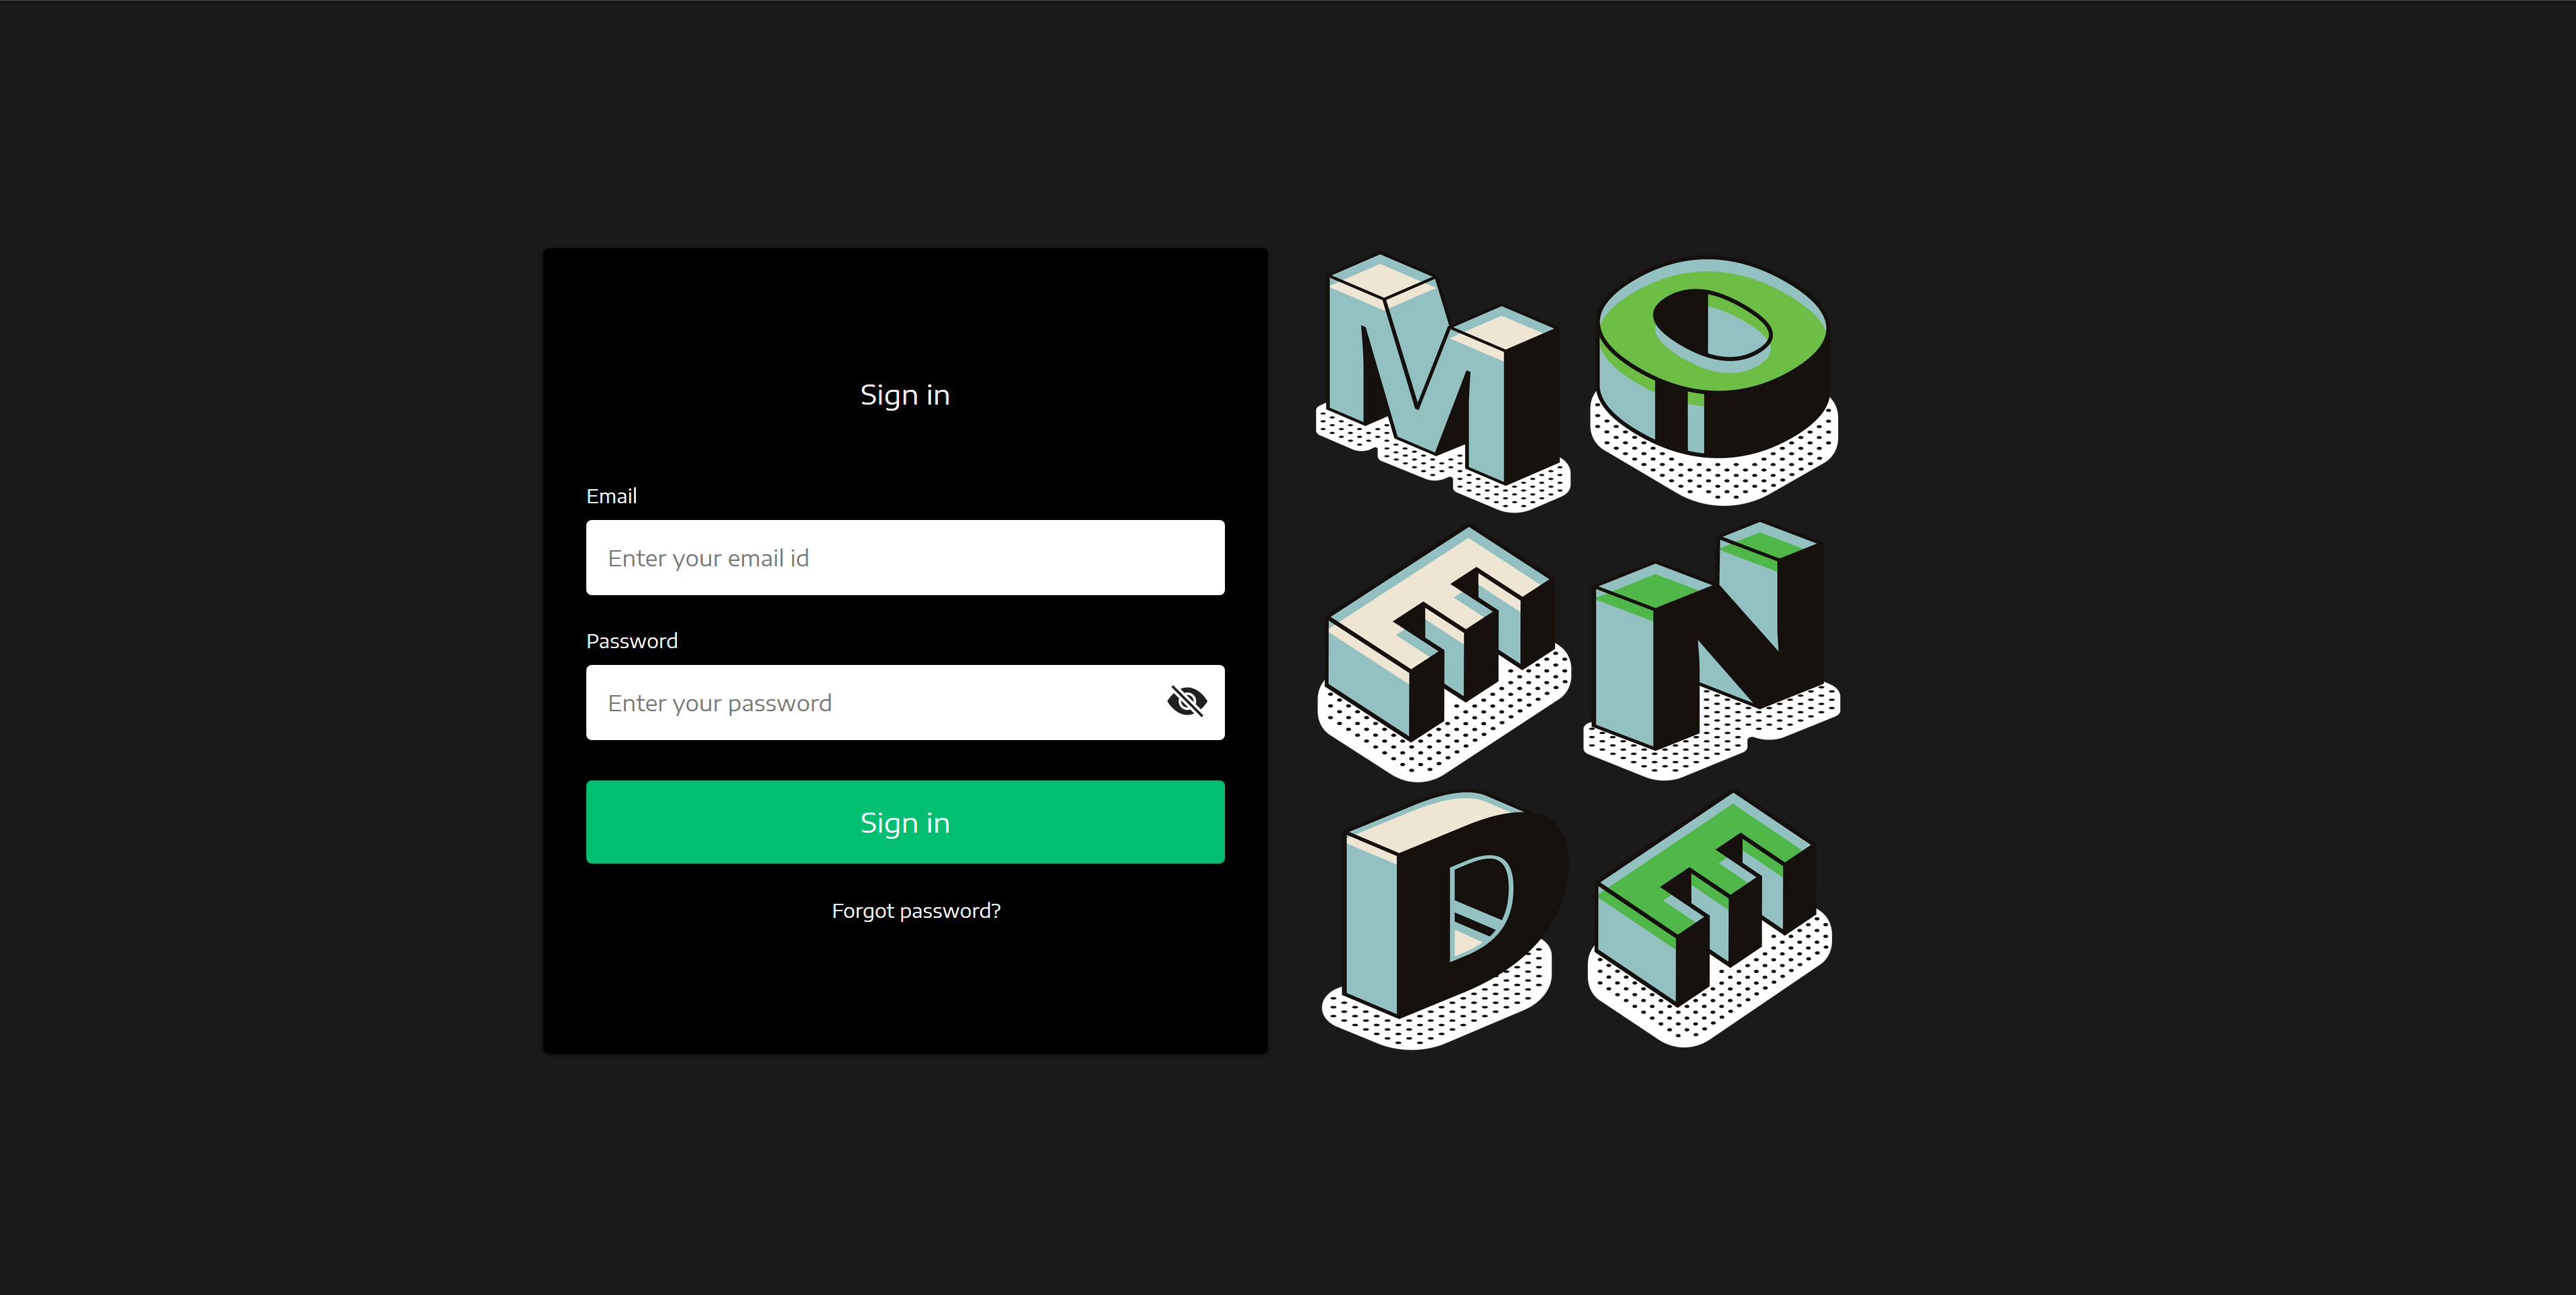 Sign in
Email
Enter your email id
Password
Enter your password
Sign in
Forgot password?
MO
EN
DE